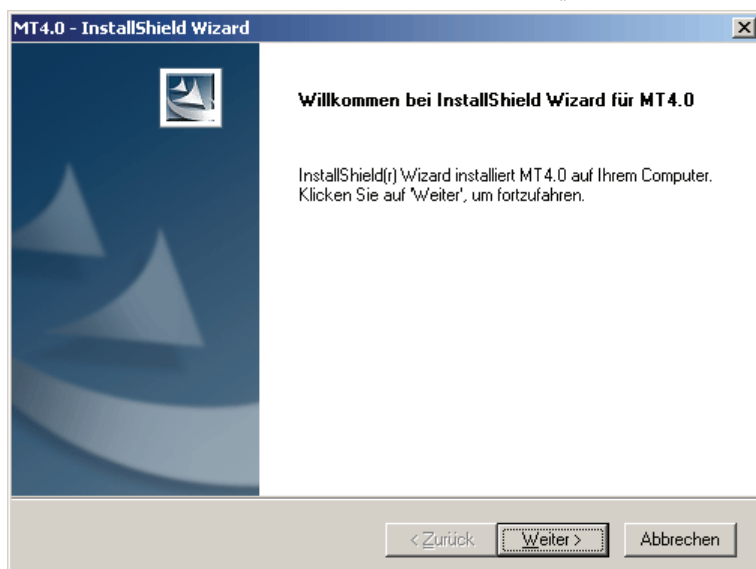 MT4.0 - InstallShield Wizard
Willkommen bei InstallShield Wizard für MT4.0
InstallShield(r) Wizard installiert MT4.0 auf Ihrem Computer.
Klicken Sie auf 'Weiter', um fortzufahren.
< Zurück
Weiter >
Abbrechen